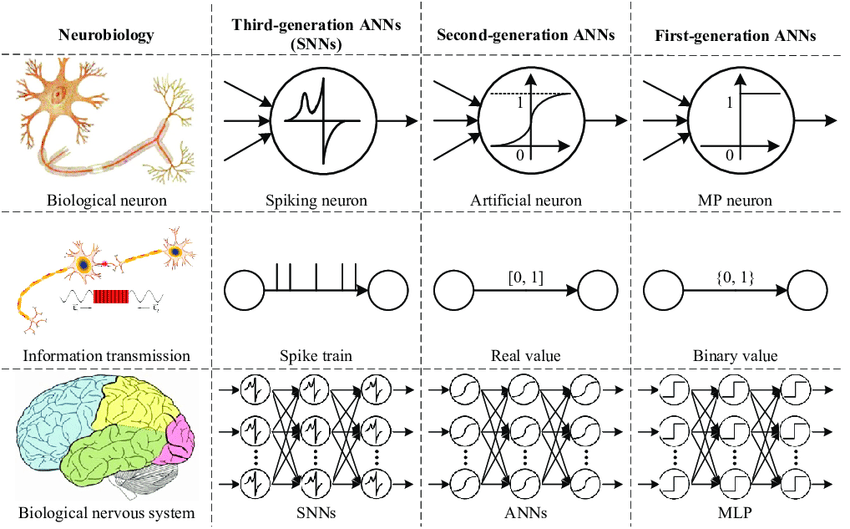 Neurobiology
Third-generation ANNs
(SNNs)
Second-generation ANNs
First-generation ANNs
1
0
1
0
Biological neuron
Spiking neuron
Artificial neuron
MP neuron
[0, 1]
{0, 1}
Information transmission
Spike train
Real value
Binary value
Biological nervous system
SNNs
ANNs
MLP